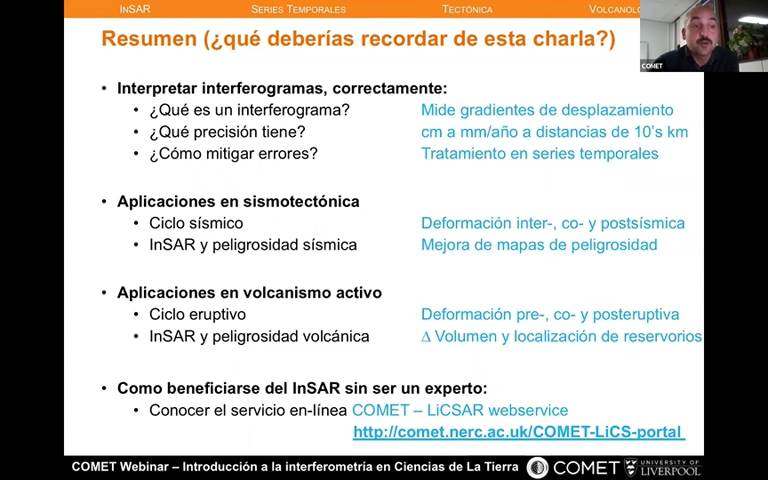 InSAR Series Temporales Tectónica
Resumen (¿qué deberías recordar de esta charla?)
COMET
• Interpretar interferogramas, correctamente:
• ¿Qué es un interferograma? Mide gradientes de desplazamiento
• ¿Qué precisión tiene? cm a mm/año a distancias de 10's km
• ¿Cómo mitigar errores? Tratamiento en series temporales
• Aplicaciones en sismotectónica
• Ciclo sísmico Deformación inter-, co- y postsísmica
• InSAR y peligrosidad sísmica Mejora de mapas de peligrosidad
• Aplicaciones en volcanismo activo
• Ciclo eruptivo Deformación pre-, co- y posteruptiva
• InSAR y peligrosidad volcánica Δ Volumen y localización de reservorios
• Como beneficiarse del InSAR sin ser un experto:
• Conocer el servicio en-línea COMET – LiCSAR webservice
http://comet.nerc.ac.uk/COMET-LiCS-portal
COMET Webinar – Introducción a la interferometría en Ciencias de La Tierra COMET UNIVERSITY OF LIVERPOOL